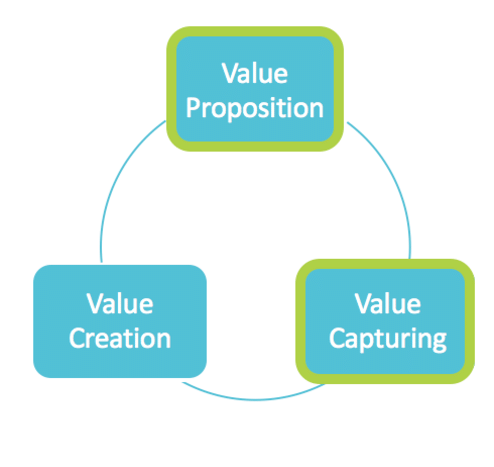 Value
Proposition
Value
Creation
Value
Capturing